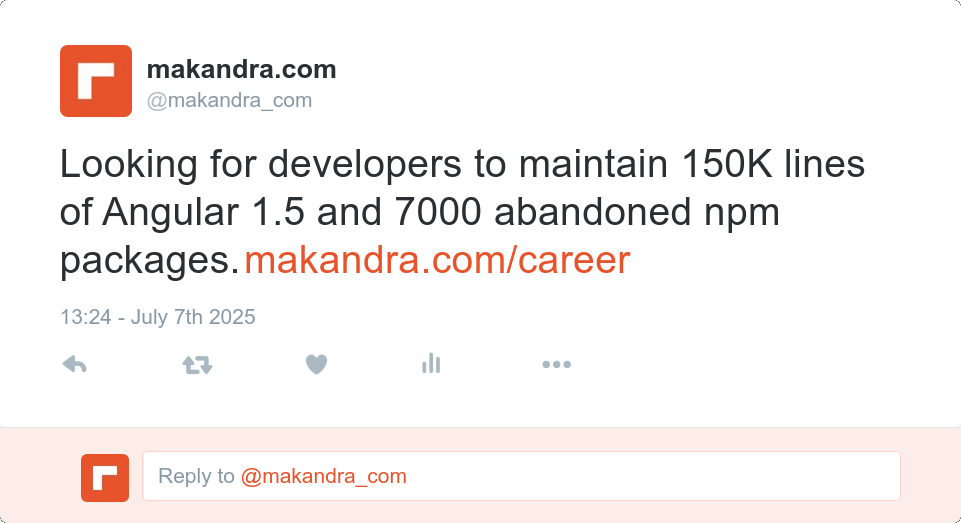 makandra.com
@makandra_com
Looking for developers to maintain 150K lines
of Angular 1.5 and 7000 abandoned npm
packages. makandra.com/career
13:24 - July 7th 2025
Reply to @makandra_com